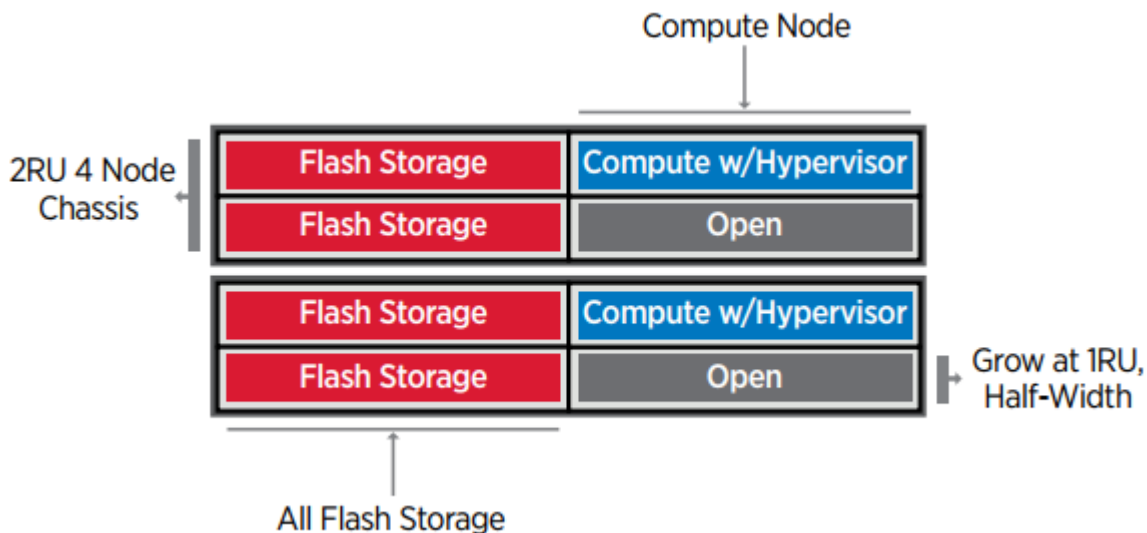 Compute Node
2RU 4 Node
Chassis
Flash Storage
Compute w/Hypervisor
Flash Storage
Open
Flash Storage
Compute w/Hypervisor
Flash Storage
Open
Grow at 1RU,
Half-Width
All Flash Storage